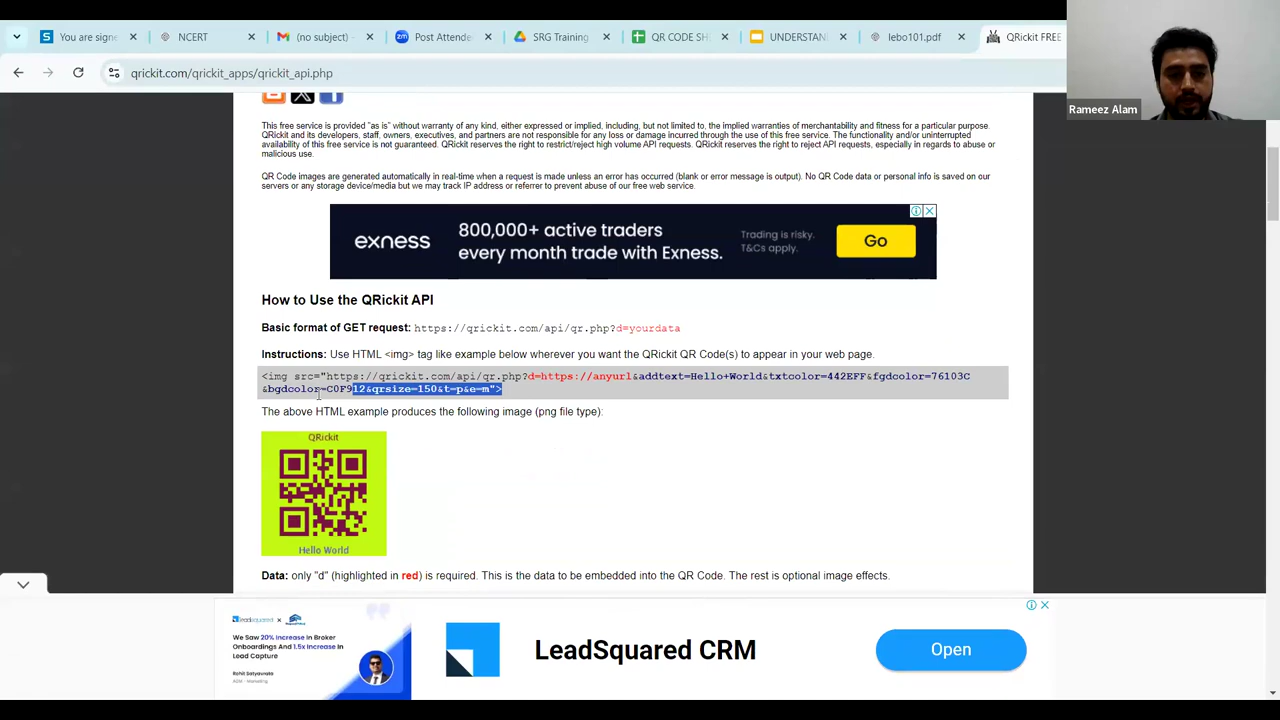 You are signe
NCERT
(no subject) -
Post Attende
SRG Training
QR CODE SHE
UNDERSTAN
lebo101.pdf
QRickit FREE
qrickit.com/qrickit_apps/qrickit_api.php
Rameez Alam
This free service is provided "as is" without warranty of any kind, either expressed or implied, including, but not limited to, the implied warranties of merchantability and fitness for a particular purpose.
QRickit and its developers, staff, owners, executives, and partners are not responsible for any loss or damage incurred through the use of this free service. The functionality and/or uninterrupted
availability of this free service is not guaranteed. QRickit reserves the right to restrict/reject high volume API requests. QRickit reserves the right to reject API requests, especially in regards to abuse or
malicious use.
QR Code images are generated automatically in real-time when a request is made unless an error has occurred (blank or error message is output). No QR Code data or personal info is saved on our
servers or any storage device/media but we may track IP address or referrer to prevent abuse of our free web service.
exness
800,000+ active traders
every month trade with Exness.
Trading is risky.
T&Cs apply.
Go
How to Use the QRickit API
Basic format of GET request: https://qrickit.com/api/qr.php?d=yourdata
Instructions: Use HTML <img> tag like example below wherever you want the QRickit QR Code(s) to appear in your web page.
<img src="https://qrickit.com/api/qr.php?d=https://anyurl&addtext=Hello+World&txtcolor=442EFF&fgdcolor=76103C
&bgdcolor=C0F912&qrsize=150&t=p&e=m">
The above HTML example produces the following image (png file type):
QRickit
Hello World
Data: only "d" (highlighted in red) is required. This is the data to be embedded into the QR Code. The rest is optional image effects.
leadsquared
We Saw 20% Increase In Broker
Onboardings And 1.5x Increase In
Lead Capture
Rohit Satyavrata
LeadSquared CRM
Open